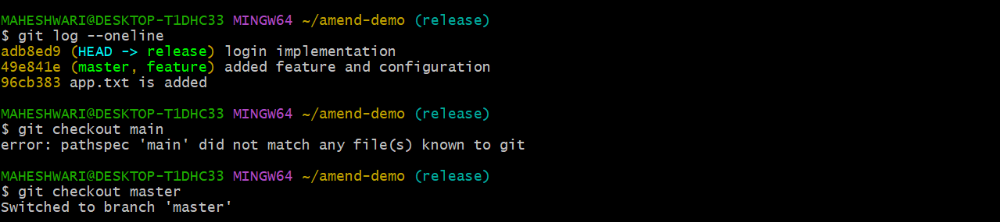 MAHESHWARI@DESKTOP-T1DHC33 MINGW64 ~/amend-demo (release)
$ git log --oneline
adb8ed9 (HEAD -> release) login implementation
49e841e (master, feature) added feature and configuration
96cb383 app.txt is added
MAHESHWARI@DESKTOP-T1DHC33 MINGW64 ~/amend-demo (release)
$ git checkout main
error: pathspec 'main' did not match any file(s) known to git
MAHESHWARI@DESKTOP-T1DHC33 MINGW64 ~/amend-demo (release)
$ git checkout master
Switched to branch 'master'